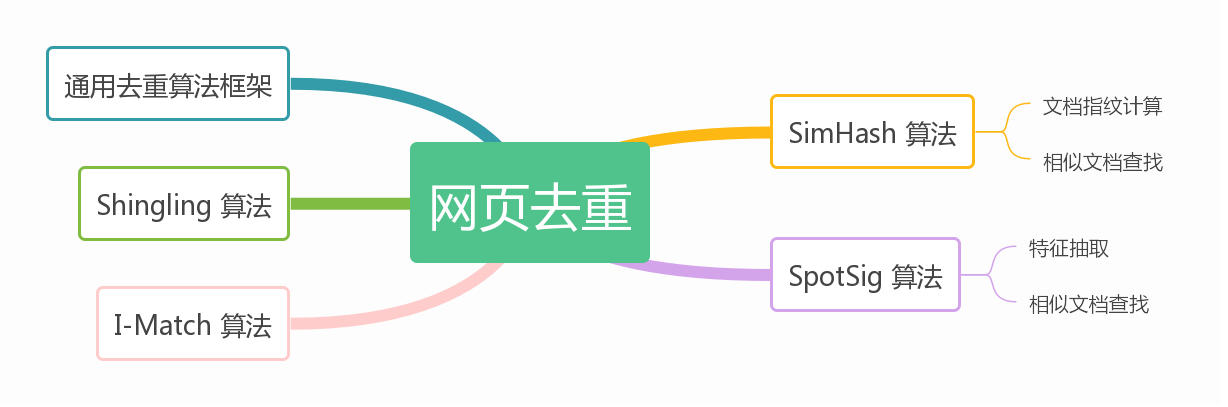 网页去重
通用去重算法框架
Shingling 算法
I-Match 算法
SimHash 算法
文档指纹计算
相似文档查找
SpotSig 算法
特征抽取
相似文档查找